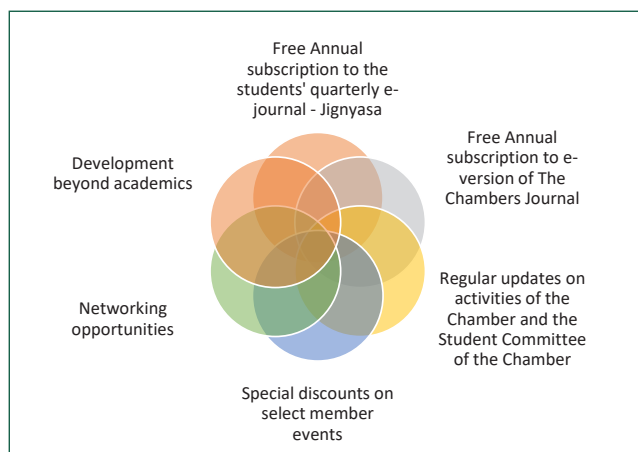 Free Annual
subscription to the
students' quarterly e-
journal - Jignyasa
Free Annual
subscription to e-
version of The
Chambers Journal
Regular updates on
activities of the
Chamber and the
Student Committee
of the Chamber
Special discounts on
select member
events
Networking
opportunities
Development
beyond academics